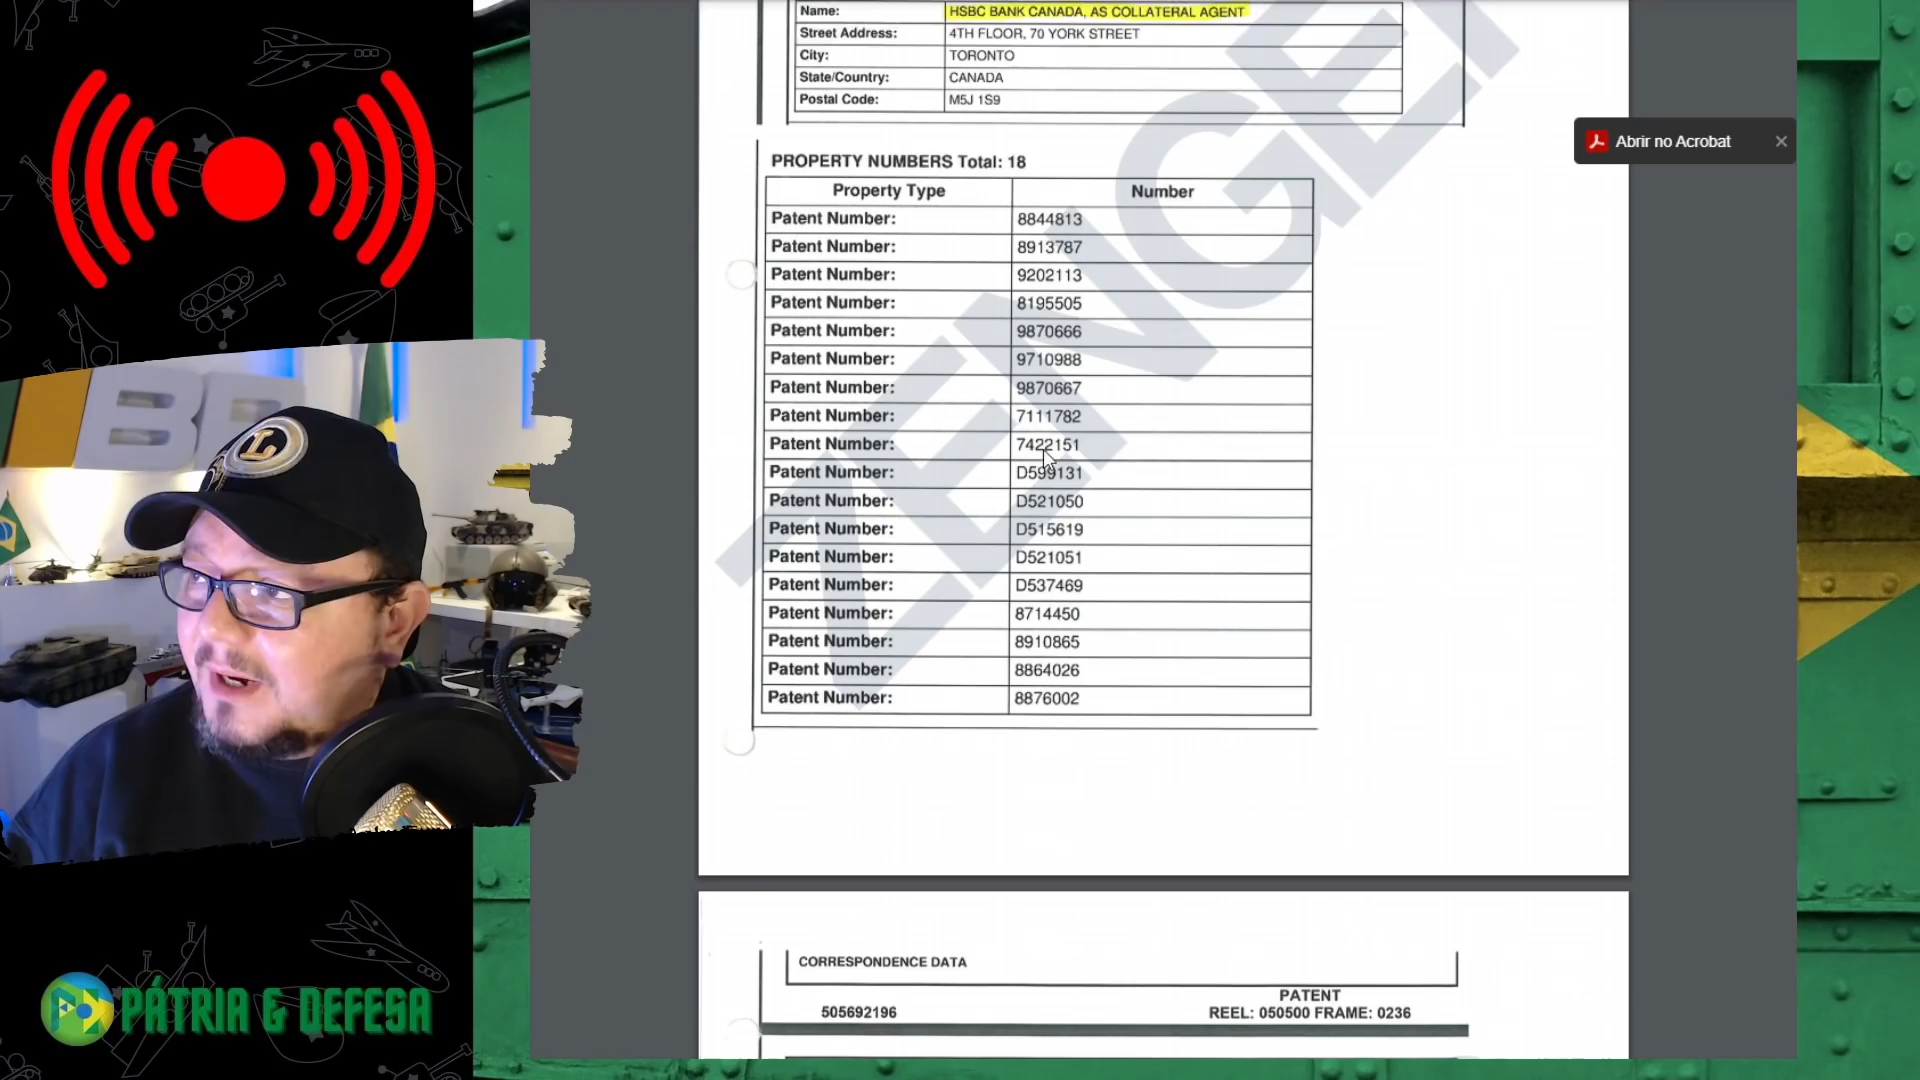 Name: HSBC BANK CANADA, AS COLLATERAL AGENT
Street Address: 4TH FLOOR, 70 YORK STREET
City: TORONTO
State/Country: CANADA
Postal Code: M5J 1S9
Abrir no Acrobat
PROPERTY NUMBERS Total: 18
Property Type Number
Patent Number: 8844813
Patent Number: 8913787
Patent Number: 9202113
Patent Number: 8195505
Patent Number: 9870666
Patent Number: 9710988
Patent Number: 9870667
Patent Number: 7111782
Patent Number: 7422151
Patent Number: D599131
Patent Number: D521050
Patent Number: D515619
Patent Number: D521051
Patent Number: D537469
Patent Number: 8714450
Patent Number: 8910865
Patent Number: 8864026
Patent Number: 8876002
CORRESPONDENCE DATA
505692196
PATENT
REEL: 050500 FRAME: 0236
L
PÁTRIA & DEFESA